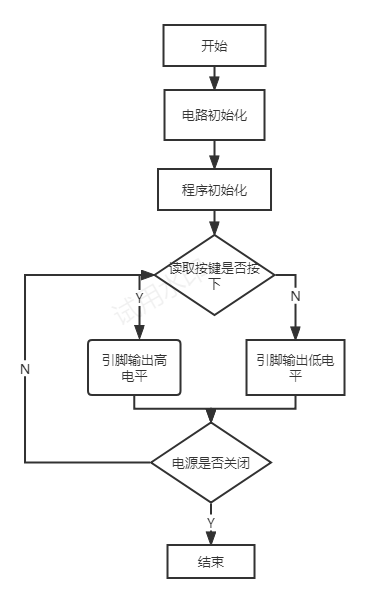 开始
电路初始化
程序初始化
读取按键是否按
下
Y
N
引脚输出高
电平
引脚输出低电
平
N
电源是否关闭
Y
结束